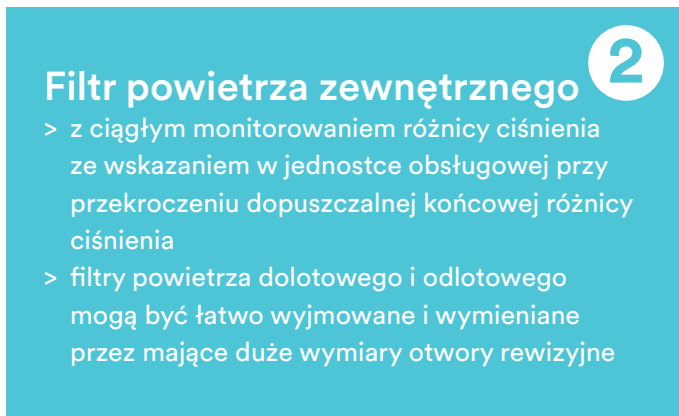 2
Filtr powietrza zewnętrznego
> z ciągłym monitorowaniem różnicy ciśnienia
ze wskazaniem w jednostce obsługowej przy
przekroczeniu dopuszczalnej końcowej różnicy
ciśnienia
> filtry powietrza dolotowego i odlotowego
mogą być łatwo wyjmowane i wymieniane
przez mające duże wymiary otwory rewizyjne